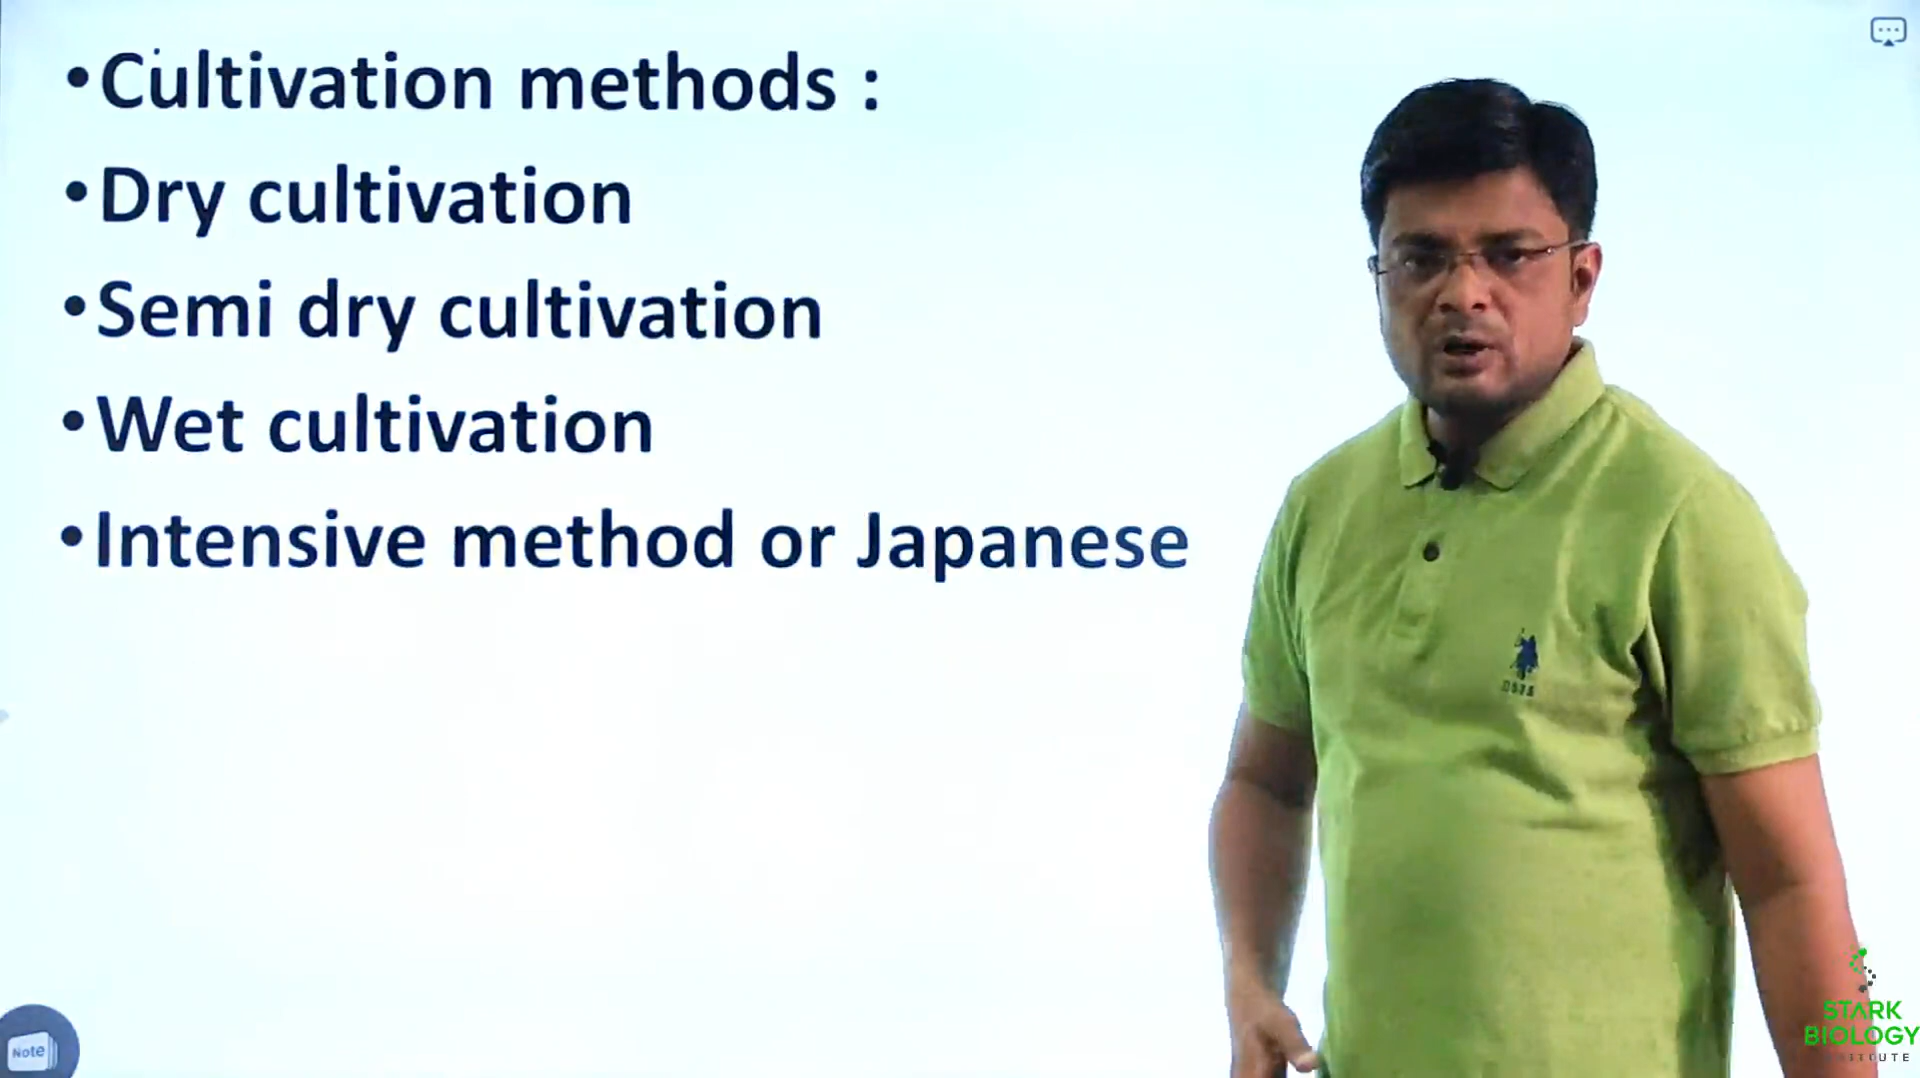 •Cultivation methods :
•Dry cultivation
•Semi dry cultivation
•Wet cultivation
•Intensive method or Japanese
Note
STARK
BIOLOGY